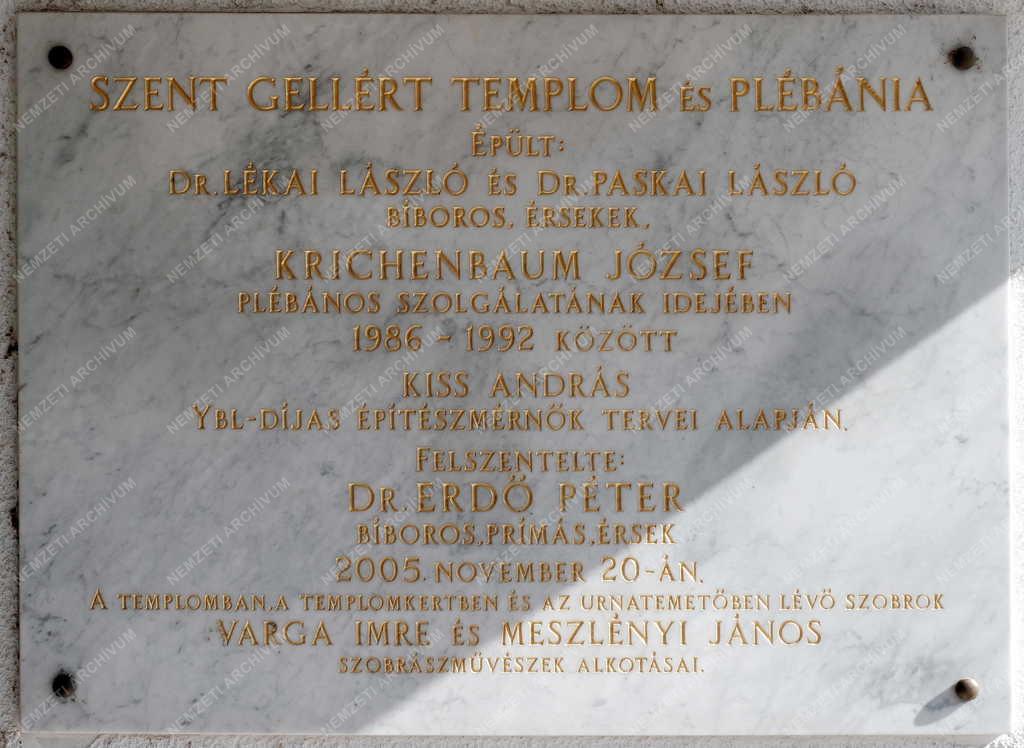 SZENT GELLÉRT TEMPLOM ÉS PLÉBÁNIA
ÉPÜLT:
DR. LÉKAI LÁSZLÓ ÉS DR. PASKAI LÁSZLÓ
BÍBOROS, ÉRSEKEK,
KRICHENBAUM JÓZSEF
PLÉBÁNOS SZOLGÁLATÁNAK IDEJÉBEN
1986 - 1992 KÖZÖTT
KISS ANDRÁS
YBL-DÍJAS ÉPÍTÉSZMÉRNÖK TERVEI ALAPJÁN.
FELSZENTELTE:
DR. ERDŐ PÉTER
BÍBOROS, PRÍMÁS, ÉRSEK
2005. NOVEMBER 20-ÁN.
A TEMPLOMBAN, A TEMPLOMKERTBEN ÉS AZ URNATEMETŐBEN LÉVŐ SZOBROK
VARGA IMRE ÉS MESZLÉNYI JÁNOS
SZOBRÁSZMŰVÉSZEK ALKOTÁSAI.
NEMZETI ARCHÍVUM